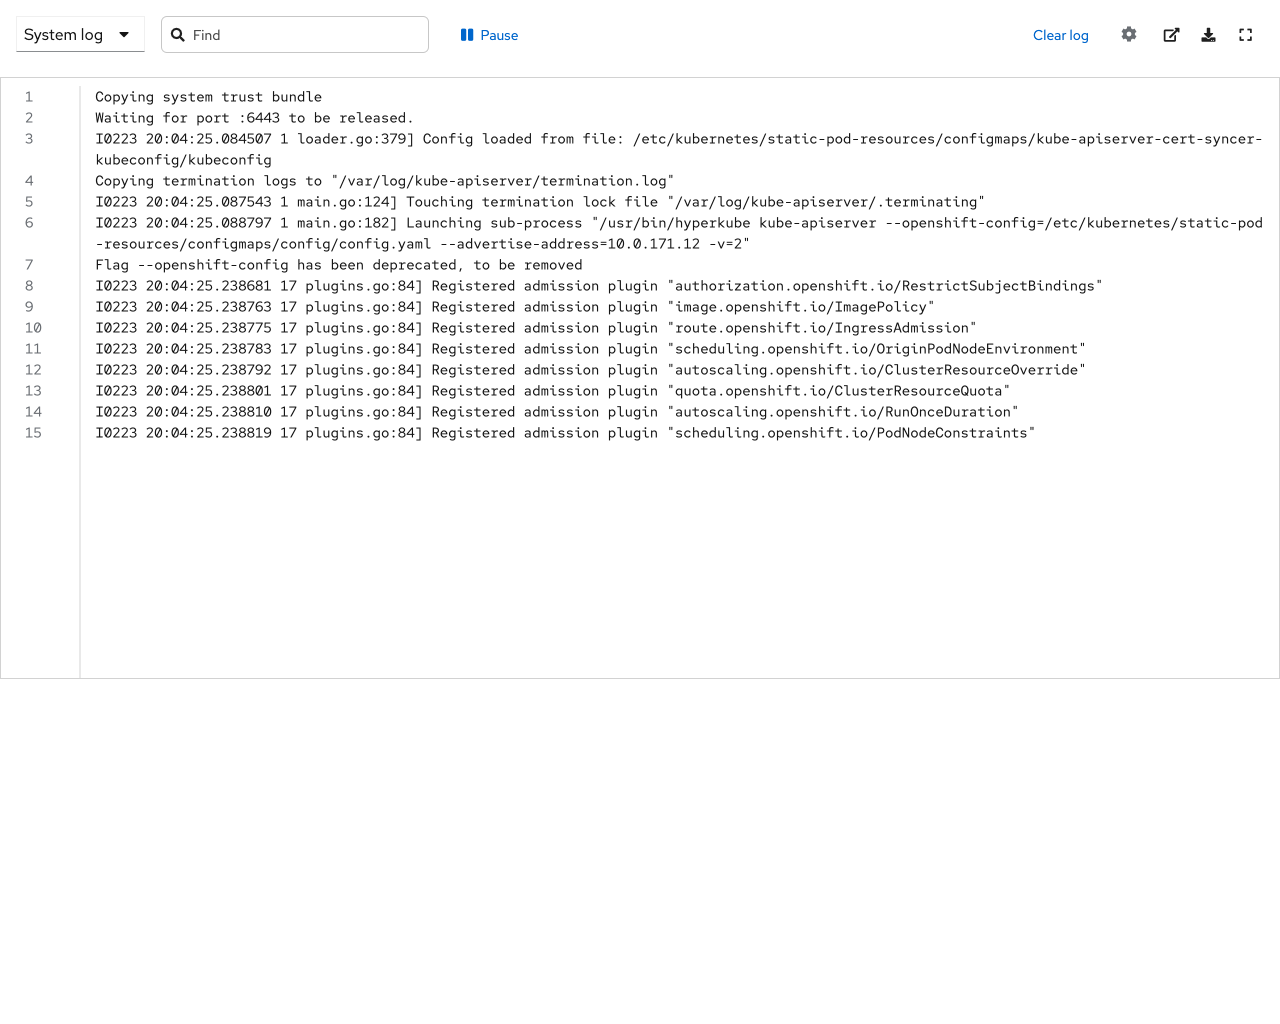 System log
Find
Pause
Clear log
1 Copying system trust bundle
2 Waiting for port :6443 to be released.
3 I0223 20:04:25.084507 1 loader.go:379] Config loaded from file: /etc/kubernetes/static-pod-resources/configmaps/kube-apiserver-cert-syncer-
kubeconfig/kubeconfig
4 Copying termination logs to "/var/log/kube-apiserver/termination.log"
5 I0223 20:04:25.087543 1 main.go:124] Touching termination lock file "/var/log/kube-apiserver/.terminating"
6 I0223 20:04:25.088797 1 main.go:182] Launching sub-process "/usr/bin/hyperkube kube-apiserver --openshift-config=/etc/kubernetes/static-pod
-resources/configmaps/config/config.yaml --advertise-address=10.0.171.12 -v=2"
7 Flag --openshift-config has been deprecated, to be removed
8 I0223 20:04:25.238681 17 plugins.go:84] Registered admission plugin "authorization.openshift.io/RestrictSubjectBindings"
9 I0223 20:04:25.238763 17 plugins.go:84] Registered admission plugin "image.openshift.io/ImagePolicy"
10 I0223 20:04:25.238775 17 plugins.go:84] Registered admission plugin "route.openshift.io/IngressAdmission"
11 I0223 20:04:25.238783 17 plugins.go:84] Registered admission plugin "scheduling.openshift.io/OriginPodNodeEnvironment"
12 I0223 20:04:25.238792 17 plugins.go:84] Registered admission plugin "autoscaling.openshift.io/ClusterResourceOverride"
13 I0223 20:04:25.238801 17 plugins.go:84] Registered admission plugin "quota.openshift.io/ClusterResourceQuota"
14 I0223 20:04:25.238810 17 plugins.go:84] Registered admission plugin "autoscaling.openshift.io/RunOnceDuration"
15 I0223 20:04:25.238819 17 plugins.go:84] Registered admission plugin "scheduling.openshift.io/PodNodeConstraints"